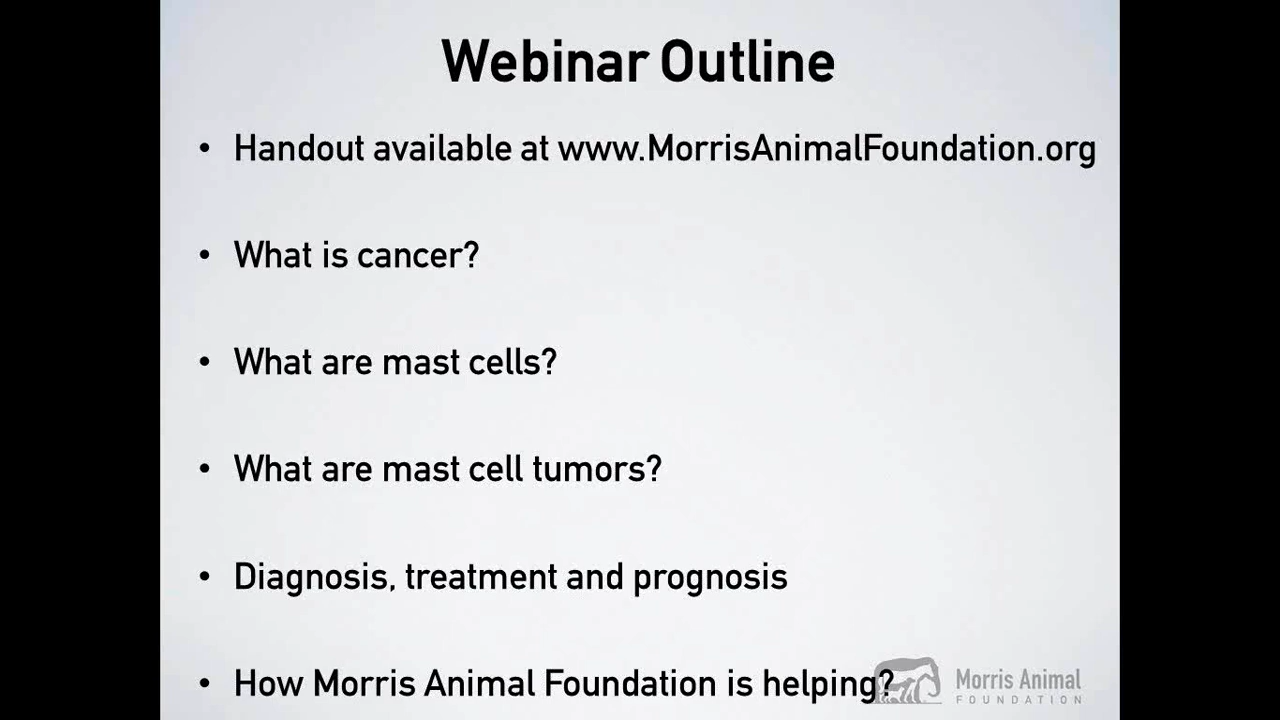 Webinar Outline
• Handout available at www.MorrisAnimalFoundation.org
• What is cancer?
• What are mast cells?
• What are mast cell tumors?
• Diagnosis, treatment and prognosis
• How Morris Animal Foundation is helping?
Morris Animal
FOUNDATION